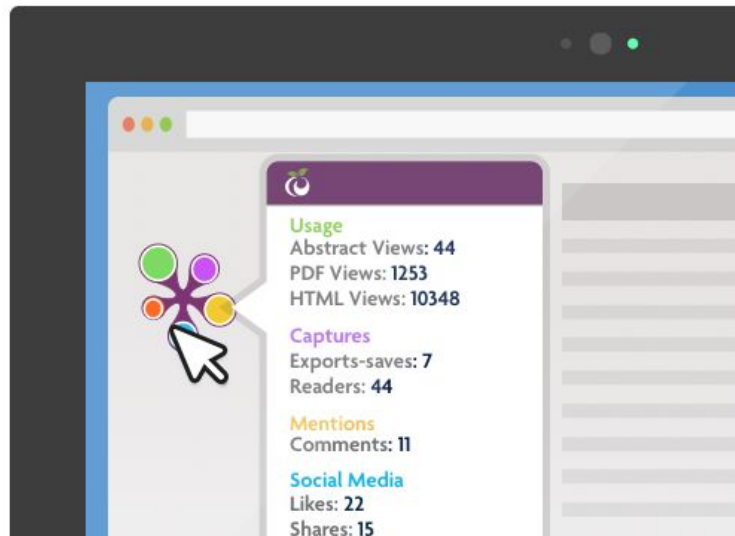 Usage
Abstract Views: 44
PDF Views: 1253
HTML Views: 10348
Captures
Exports-saves: 7
Readers: 44
Mentions
Comments: 11
Social Media
Likes: 22
Shares: 15